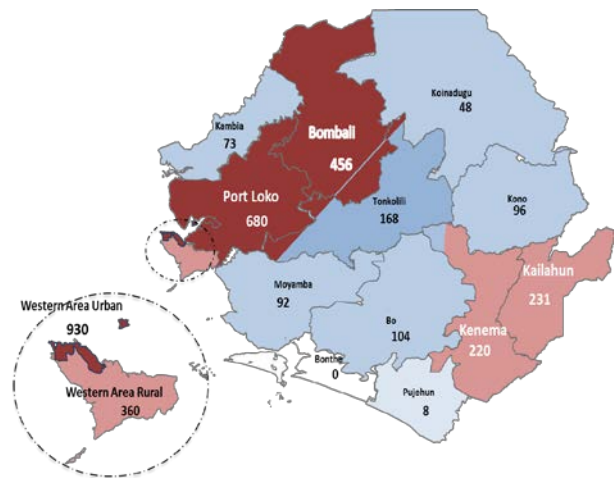 Koinadugu
48
Kambia
73
Bombali
456
Port Loko
680
Tonkolili
168
Kono
96
Kailahun
231
Moyamba
92
Bo
104
Kenema
220
Bonthe
0
Pujehun
8
Western Area Urban
930
Western Area Rural
360